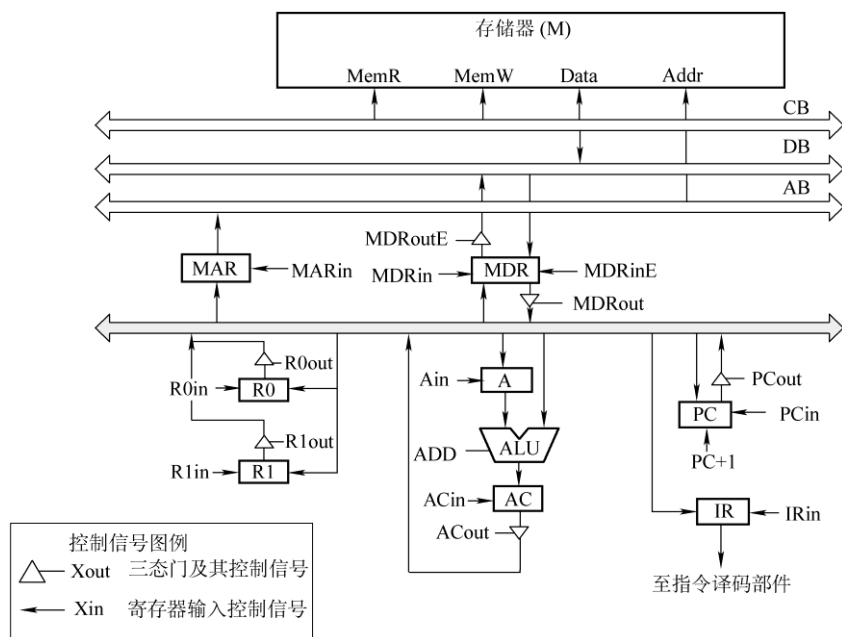 存储器 (M)
MemR MemW Data Addr
CB
DB
AB
MDRoutE
MAR
MARin
MDRin
MDR
MDRinE
MDRout
R0out
R0in
R0
R1out
R1in
R1
Ain
A
ADD
ALU
ACin
AC
ACout
PCout
PC
PCin
PC+1
IR
IRin
至指令译码部件
控制信号图例
Xout 三态门及其控制信号
Xin 寄存器输入控制信号